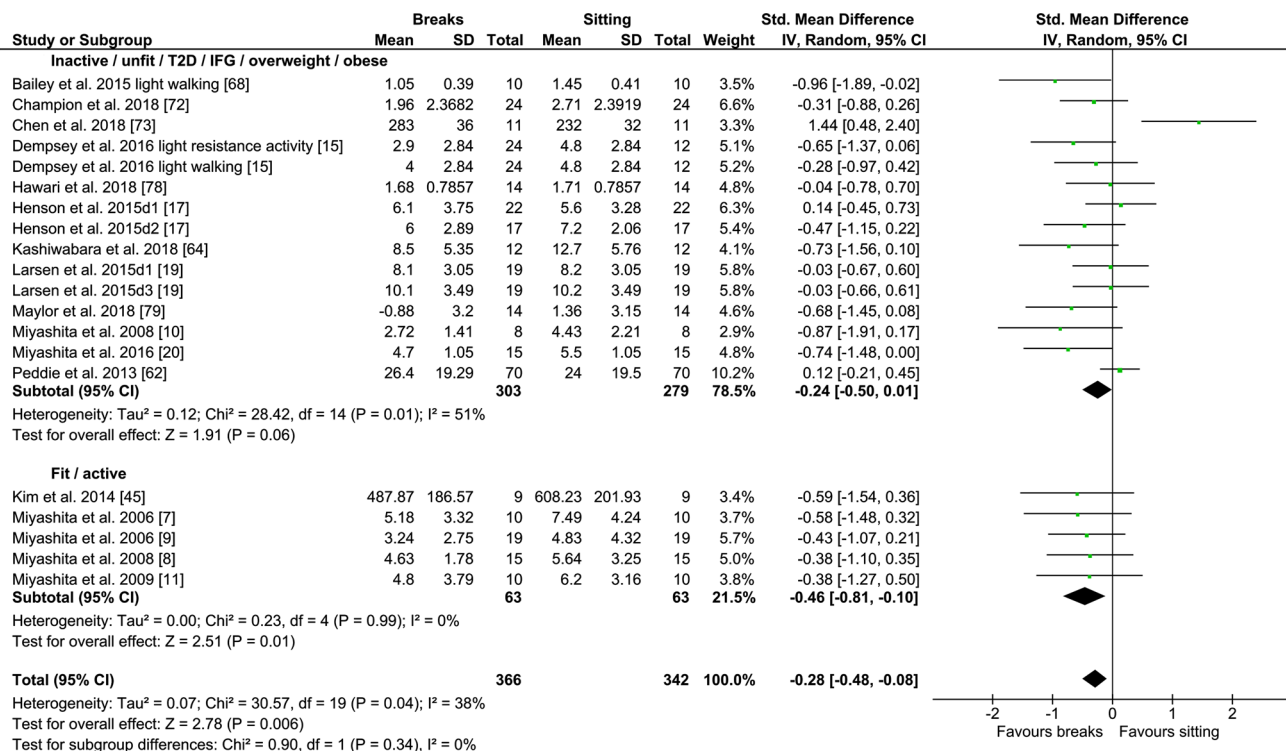 Breaks Sitting Std. Mean Difference Std. Mean Difference
Study or Subgroup Mean SD Total Mean SD Total Weight IV, Random, 95% CI IV, Random, 95% CI
Inactive / unfit / T2D / IFG / overweight / obese
Bailey et al. 2015 light walking [68] 1.05 0.39 10 1.45 0.41 10 3.5% -0.96 [-1.89, -0.02]
Champion et al. 2018 [72] 1.96 2.3682 24 2.71 2.3919 24 6.6% -0.31 [-0.88, 0.26]
Chen et al. 2018 [73] 283 36 11 232 32 11 3.3% 1.44 [0.48, 2.40]
Dempsey et al. 2016 light resistance activity [15] 2.9 2.84 24 4.8 2.84 12 5.1% -0.65 [-1.37, 0.06]
Dempsey et al. 2016 light walking [15] 4 2.84 24 4.8 2.84 12 5.2% -0.28 [-0.97, 0.42]
Hawari et al. 2018 [78] 1.68 0.7857 14 1.71 0.7857 14 4.8% -0.04 [-0.78, 0.70]
Henson et al. 2015d1 [17] 6.1 3.75 22 5.6 3.28 22 6.3% 0.14 [-0.45, 0.73]
Henson et al. 2015d2 [17] 6 2.89 17 7.2 2.06 17 5.2% -0.47 [-1.15, 0.22]
Kashiwabara et al. 2018 [64] 8.5 5.35 12 12.7 5.76 12 4.1% -0.73 [-1.56, 0.10]
Larsen et al. 2015d1 [19] 8.1 3.05 19 8.2 3.05 19 5.8% -0.03 [-0.67, 0.60]
Larsen et al. 2015d3 [19] 10.1 3.49 19 10.2 3.49 19 5.8% -0.03 [-0.66, 0.61]
Maylor et al. 2018 [79] -0.88 3.2 14 1.36 3.15 14 4.6% -0.68 [-1.45, 0.08]
Miyashita et al. 2008 [10] 2.72 1.41 8 4.43 2.21 8 2.9% -0.87 [-1.91, 0.17]
Miyashita et al. 2016 [20] 4.7 1.05 15 5.5 1.05 15 4.8% -0.74 [-1.48, 0.00]
Peddie et al. 2013 [62] 26.4 19.29 70 24 19.5 70 10.2% 0.12 [-0.21, 0.45]
Subtotal (95% CI) 303 279 78.5% -0.24 [-0.50, 0.01]
Heterogeneity: Tau² = 0.12; Chi² = 28.42, df = 14 (P = 0.01); I² = 51%
Test for overall effect: Z = 1.91 (P = 0.06)
Fit / active
Kim et al. 2014 [45] 487.87 186.57 9 608.23 201.93 9 3.4% -0.59 [-1.54, 0.36]
Miyashita et al. 2006 [7] 5.18 3.32 10 7.49 4.24 10 3.7% -0.58 [-1.48, 0.32]
Miyashita et al. 2006 [9] 3.24 2.75 19 4.83 4.32 19 5.7% -0.43 [-1.07, 0.21]
Miyashita et al. 2008 [8] 4.63 1.78 15 5.64 3.25 15 5.0% -0.38 [-1.10, 0.35]
Miyashita et al. 2009 [11] 4.8 3.79 10 6.2 3.16 10 3.8% -0.38 [-1.27, 0.50]
Subtotal (95% CI) 63 63 21.5% -0.46 [-0.81, -0.10]
Heterogeneity: Tau² = 0.00; Chi² = 0.23, df = 4 (P = 0.99); I² = 0%
Test for overall effect: Z = 2.51 (P = 0.01)
Total (95% CI) 366 342 100.0% -0.28 [-0.48, -0.08]
Heterogeneity: Tau² = 0.07; Chi² = 30.57, df = 19 (P = 0.04); I² = 38%
Test for overall effect: Z = 2.78 (P = 0.006)
Test for subgroup differences: Chi² = 0.90, df = 1 (P = 0.34), I² = 0%
-2 -1 0 1 2
Favours breaks Favours sitting